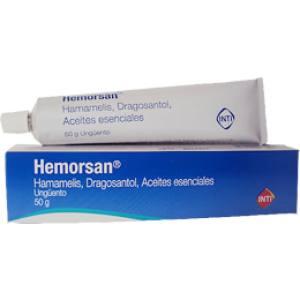 Hemorsan®
Hamamelis, Dragosantol,
Aceites esenciales
50 g Ungüento
INTI
Hemorsan®
Hamamelis, Dragosantol, Aceites esenciales
Ungüento
50 g
INTI